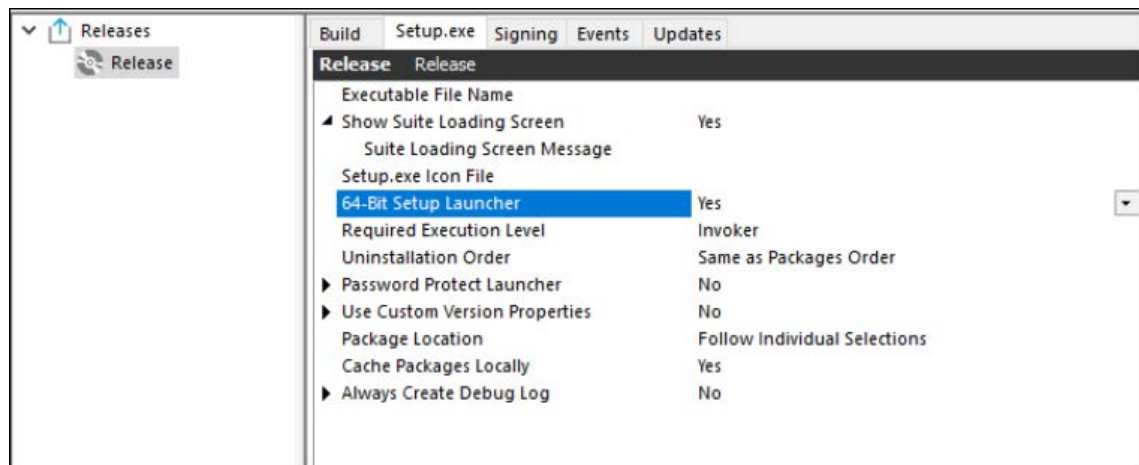 Releases
Release
Build Setup.exe Signing Events Updates
Release Release
Executable File Name
Show Suite Loading Screen Yes
Suite Loading Screen Message
Setup.exe Icon File
64-Bit Setup Launcher Yes
Required Execution Level Invoker
Uninstallation Order Same as Packages Order
Password Protect Launcher No
Use Custom Version Properties No
Package Location Follow Individual Selections
Cache Packages Locally Yes
Always Create Debug Log No